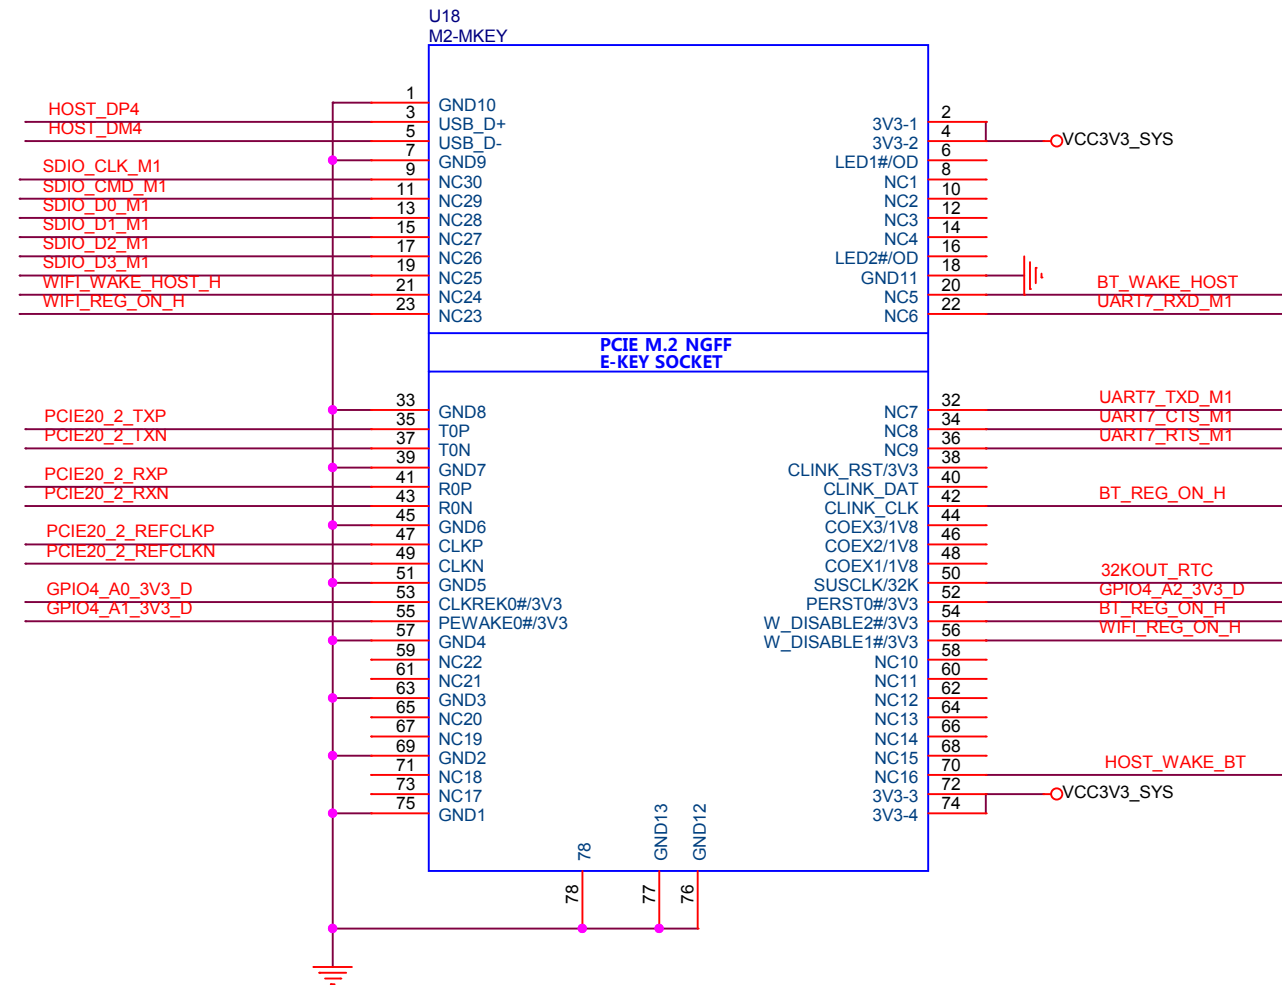 U18
M2-MKEY
HOST_DP4
HOST_DM4
SDIO_CLK_M1
SDIO_CMD_M1
SDIO_D0_M1
SDIO_D1_M1
SDIO_D2_M1
SDIO_D3_M1
WIFI_WAKE_HOST_H
WIFI_REG_ON_H
1 GND10
3 USB_D+
5 USB_D-
7 GND9
9 NC30
11 NC29
13 NC28
15 NC27
17 NC26
19 NC25
21 NC24
23 NC23
3V3-1 2
3V3-2 4
LED1#/OD 6
NC1 8
NC2 10
NC3 12
NC4 14
LED2#/OD 16
GND11 18
NC5 20
NC6 22
VCC3V3_SYS
BT_WAKE_HOST
UART7_RXD_M1
PCIE M.2 NGFF
E-KEY SOCKET
PCIE20_2_TXP
PCIE20_2_TXN
PCIE20_2_RXP
PCIE20_2_RXN
PCIE20_2_REFCLKP
PCIE20_2_REFCLKN
GPIO4_A0_3V3_D
GPIO4_A1_3V3_D
33 GND8
35 T0P
37 T0N
39 GND7
41 R0P
43 R0N
45 GND6
47 CLKP
49 CLKN
51 GND5
53 CLKREK0#/3V3
55 PEWAKE0#/3V3
57 GND4
59 NC22
61 NC21
63 GND3
65 NC20
67 NC19
69 GND2
71 NC18
73 NC17
75 GND1
NC7 32
NC8 34
NC9 36
CLINK_RST/3V3 38
CLINK_DAT 40
CLINK_CLK 42
COEX3/1V8 44
COEX2/1V8 46
COEX1/1V8 48
SUSCLK/32K 50
PERST0#/3V3 52
W_DISABLE2#/3V3 54
W_DISABLE1#/3V3 56
NC10 58
NC11 60
NC12 62
NC13 64
NC14 66
NC15 68
NC16 70
3V3-3 72
3V3-4 74
UART7_TXD_M1
UART7_CTS_M1
UART7_RTS_M1
BT_REG_ON_H
32KOUT_RTC
GPIO4_A2_3V3_D
BT_REG_ON_H
WIFI_REG_ON_H
HOST_WAKE_BT
VCC3V3_SYS
78 GND13 GND12
78 77 76